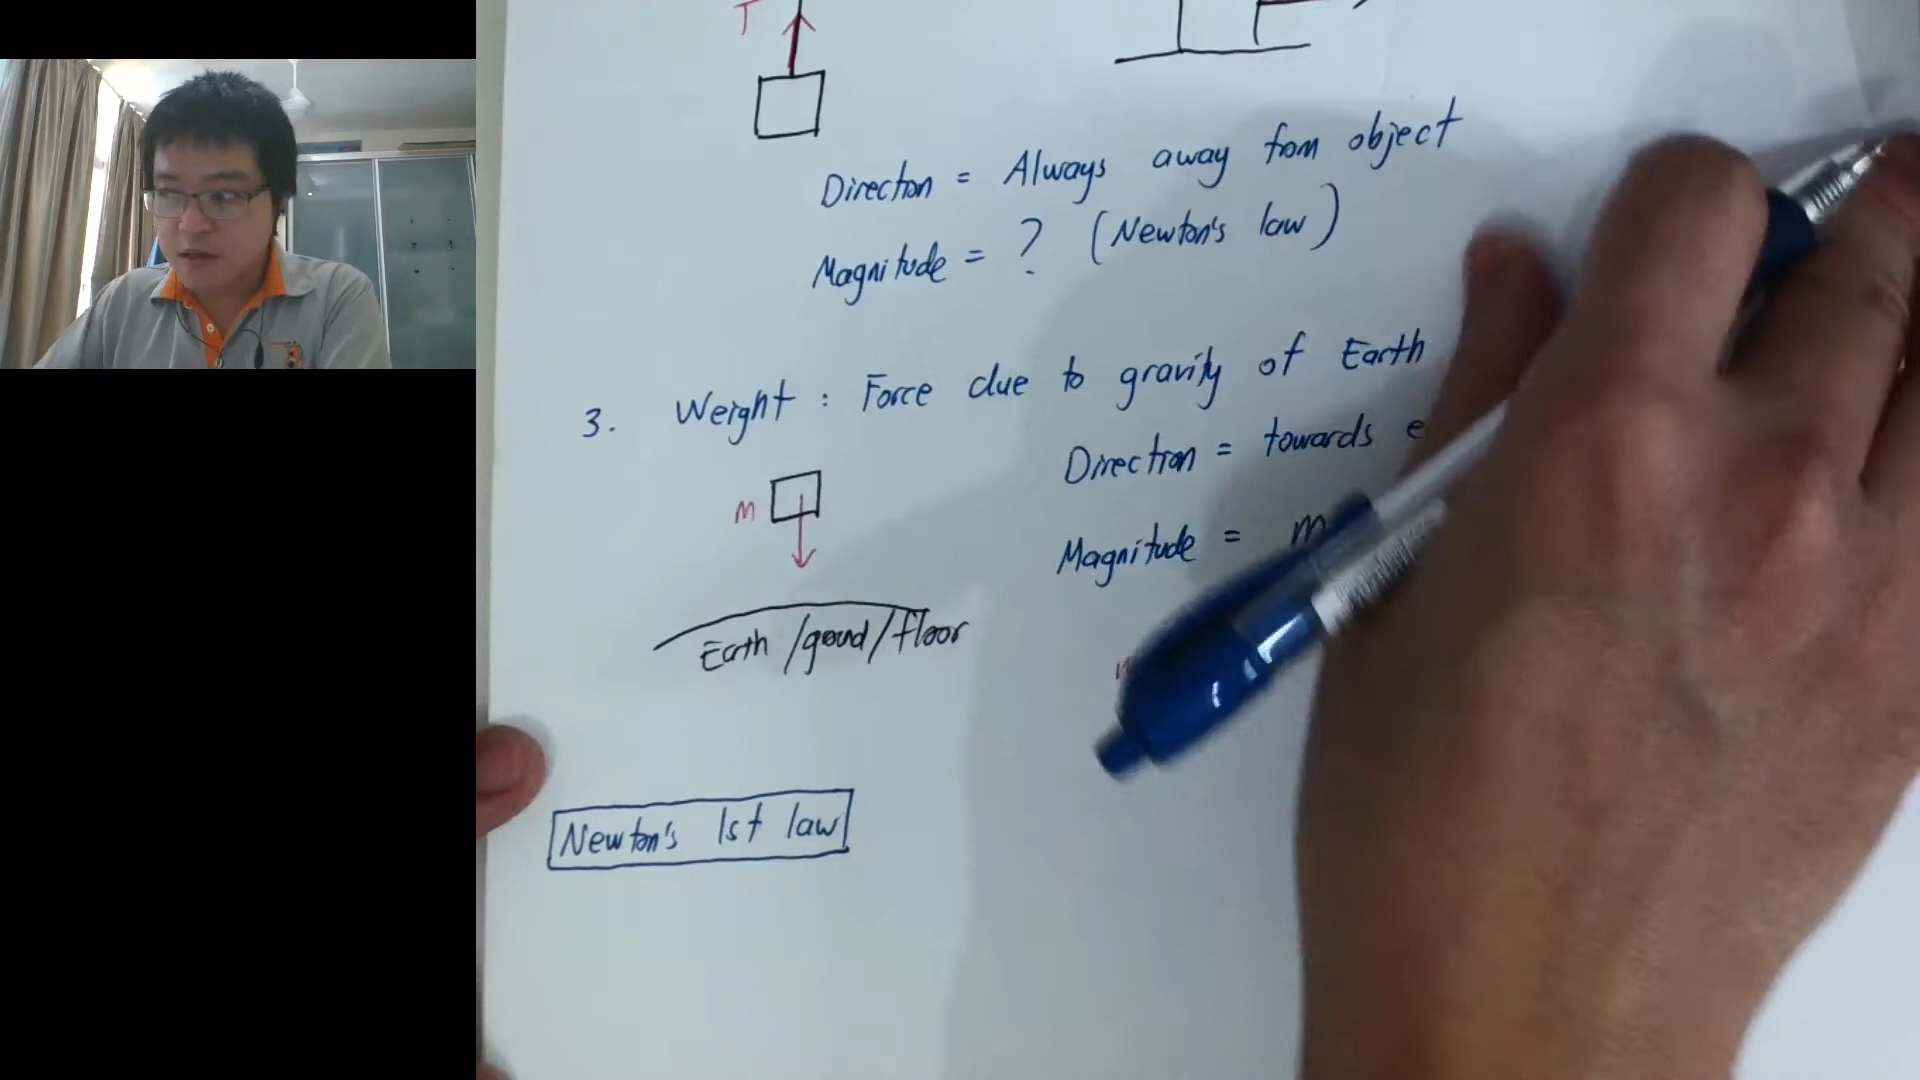 T
Direction = Always away from object
Magnitude = ? (Newton's law)
3. Weight : Force due to gravity of Earth
Direction = towards
m
Magnitude = m
Earth / ground / floor
Newton's 1st law